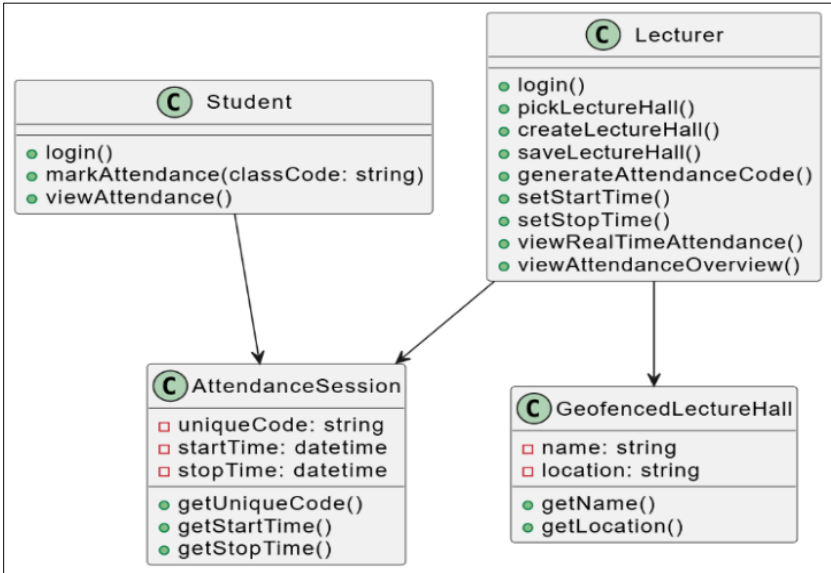 C Student
login()
markAttendance(classCode: string)
viewAttendance()
C Lecturer
login()
pickLectureHall()
createLectureHall()
saveLectureHall()
generateAttendanceCode()
setStartTime()
setStopTime()
viewRealTimeAttendance()
viewAttendanceOverview()
C AttendanceSession
uniqueCode: string
startTime: datetime
stopTime: datetime
getUniqueCode()
getStartTime()
getStopTime()
C GeofencedLectureHall
name: string
location: string
getName()
getLocation()